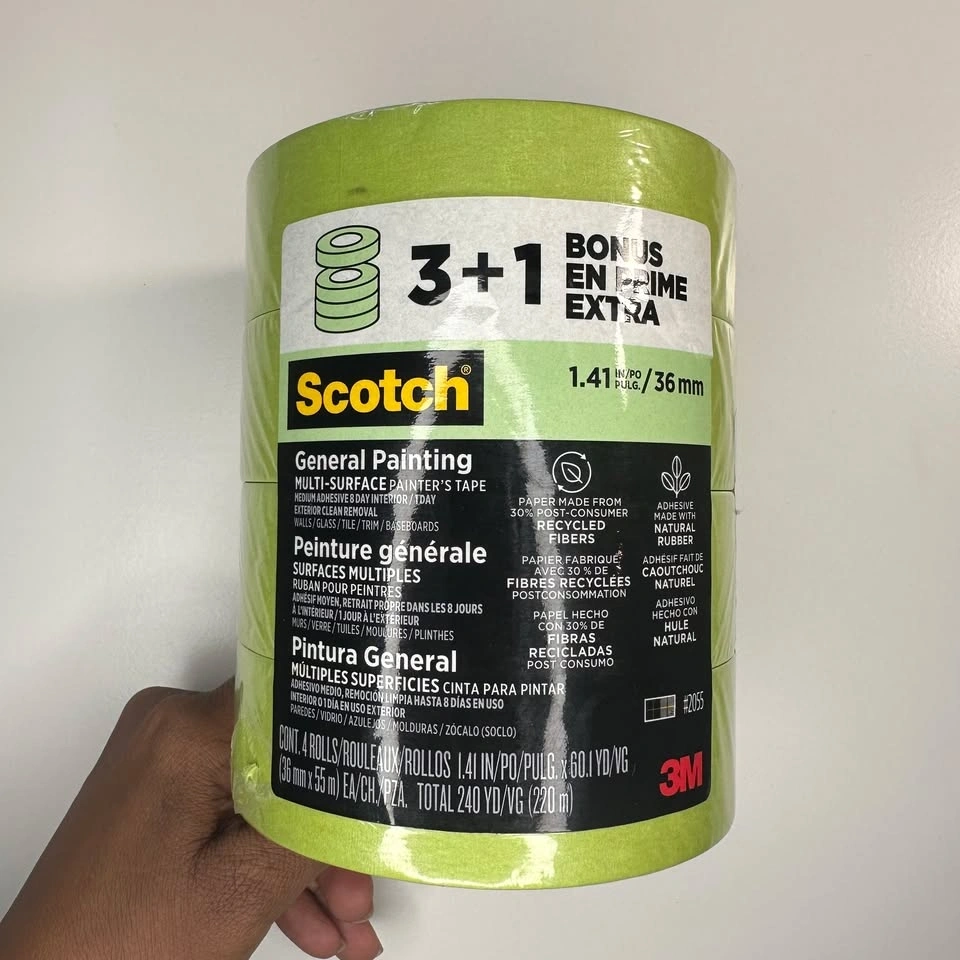 3+1
BONUS
EN PRIME
EXTRA
Scotch®
1.41 IN/PO PULG. / 36 mm
General Painting
MULTI-SURFACE PAINTER'S TAPE
MEDIUM ADHESIVE 8 DAY INTERIOR / 1 DAY
EXTERIOR CLEAN REMOVAL
WALLS / GLASS / TILE / TRIM / BASEBOARDS
Peinture générale
SURFACES MULTIPLES
RUBAN POUR PEINTRES
ADHÉSIF MOYEN, RETRAIT PROPRE DANS LES 8 JOURS
À L'INTÉRIEUR / 1 JOUR À L'EXTÉRIEUR
MURS / VERRE / TUILES / MOULURES / PLINTHES
Pintura General
MÚLTIPLES SUPERFICIES CINTA PARA PINTAR
ADHESIVO MEDIO, REMOCIÓN LIMPIA HASTA 8 DÍAS EN USO
INTERIOR O 1 DÍA EN USO EXTERIOR
PAREDES / VIDRIO / AZULEJOS / MOLDURAS / ZÓCALO (SOCLO)
PAPER MADE FROM
30% POST-CONSUMER
RECYCLED
FIBERS
PAPIER FABRIQUÉ
AVEC 30 % DE
FIBRES RECYCLÉES
POSTCONSOMMATION
PAPEL HECHO
CON 30% DE
FIBRAS
RECICLADAS
POST CONSUMO
ADHESIVE
MADE WITH
NATURAL
RUBBER
ADHÉSIF FAIT DE
CAOUTCHOUC
NATUREL
ADHESIVO
HECHO CON
HULE
NATURAL
#2055
CONT. 4 ROLLS/ROULEAUX/ROLLOS 1.41 IN/PO/PULG. x 60.1 YD/VG
(36 mm x 55 m) EA/CH./PZA. TOTAL 240 YD/VG (220 m)
3M